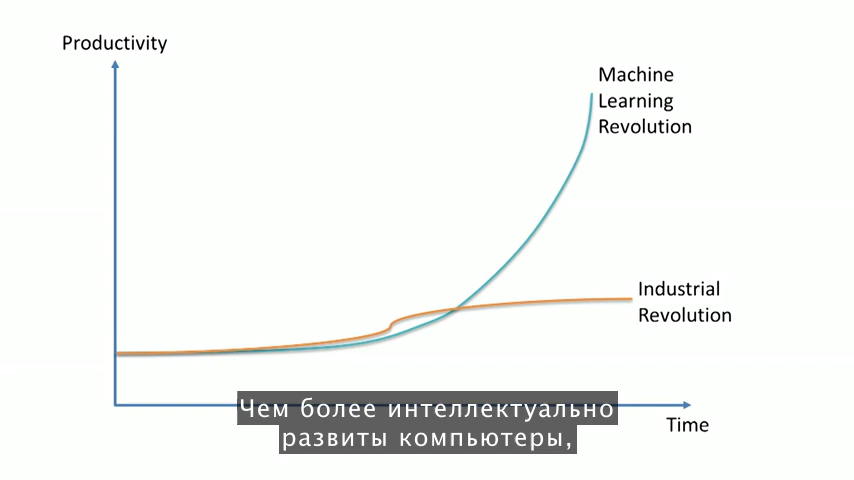 Productivity
Machine
Learning
Revolution
Industrial
Revolution
Чем более интеллектуально
развиты компьютеры,
Time